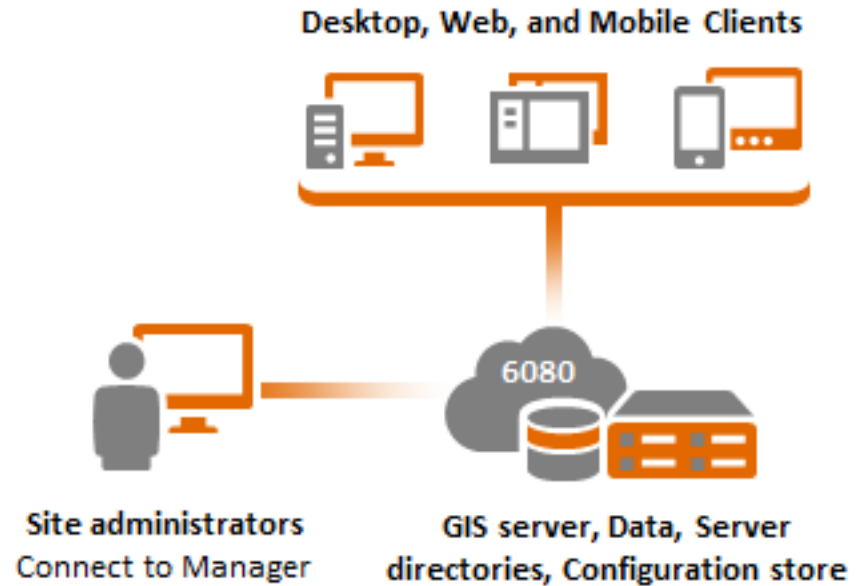 Desktop, Web, and Mobile Clients
6080
Site administrators
Connect to Manager
GIS server, Data, Server
directories, Configuration store